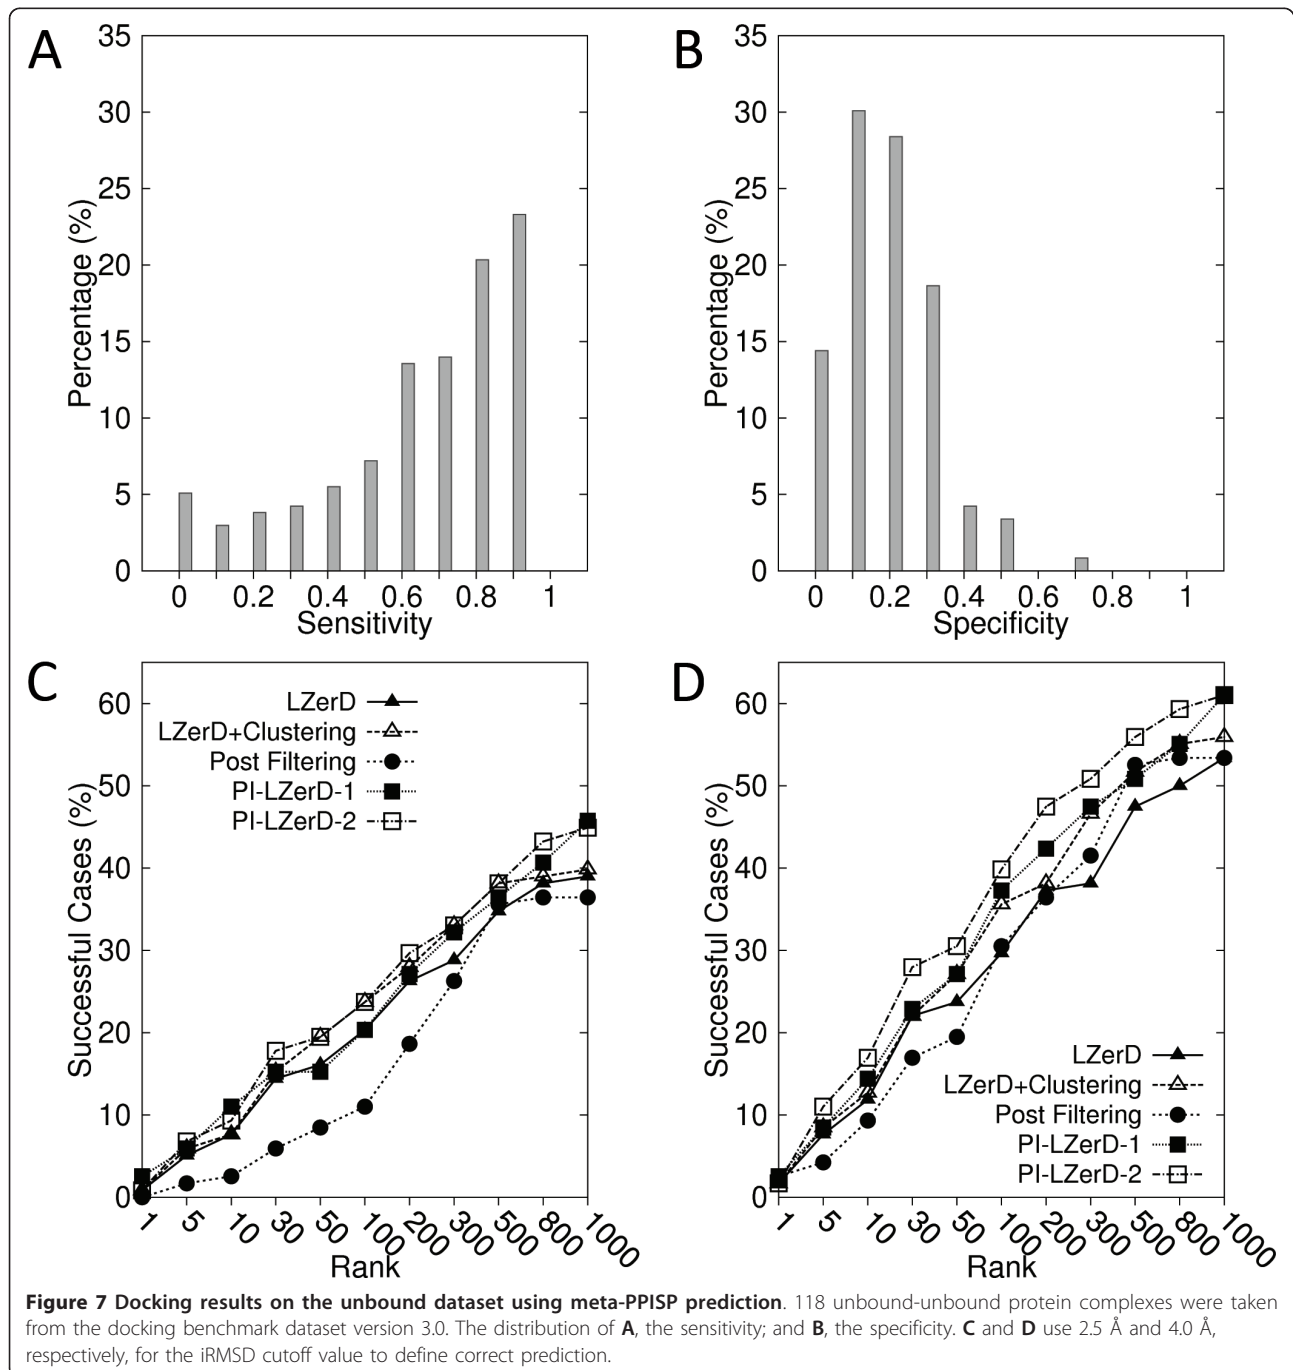 A
35
30
25
20
15
10
5
0
Percentage (%)
0 0.2 0.4 0.6 0.8 1
Sensitivity
B
35
30
25
20
15
10
5
0
Percentage (%)
0 0.2 0.4 0.6 0.8 1
Specificity
C
60
50
40
30
20
10
0
Successful Cases (%)
LZerD
LZerD+Clustering
Post Filtering
PI-LZerD-1
PI-LZerD-2
1 5 10 30 50 100 200 300 500 800 1000
Rank
D
60
50
40
30
20
10
0
Successful Cases (%)
LZerD
LZerD+Clustering
Post Filtering
PI-LZerD-1
PI-LZerD-2
1 5 10 30 50 100 200 300 500 800 1000
Rank
Figure 7 Docking results on the unbound dataset using meta-PPISP prediction. 118 unbound-unbound protein complexes were taken
from the docking benchmark dataset version 3.0. The distribution of A, the sensitivity; and B, the specificity. C and D use 2.5 Å and 4.0 Å,
respectively, for the iRMSD cutoff value to define correct prediction.